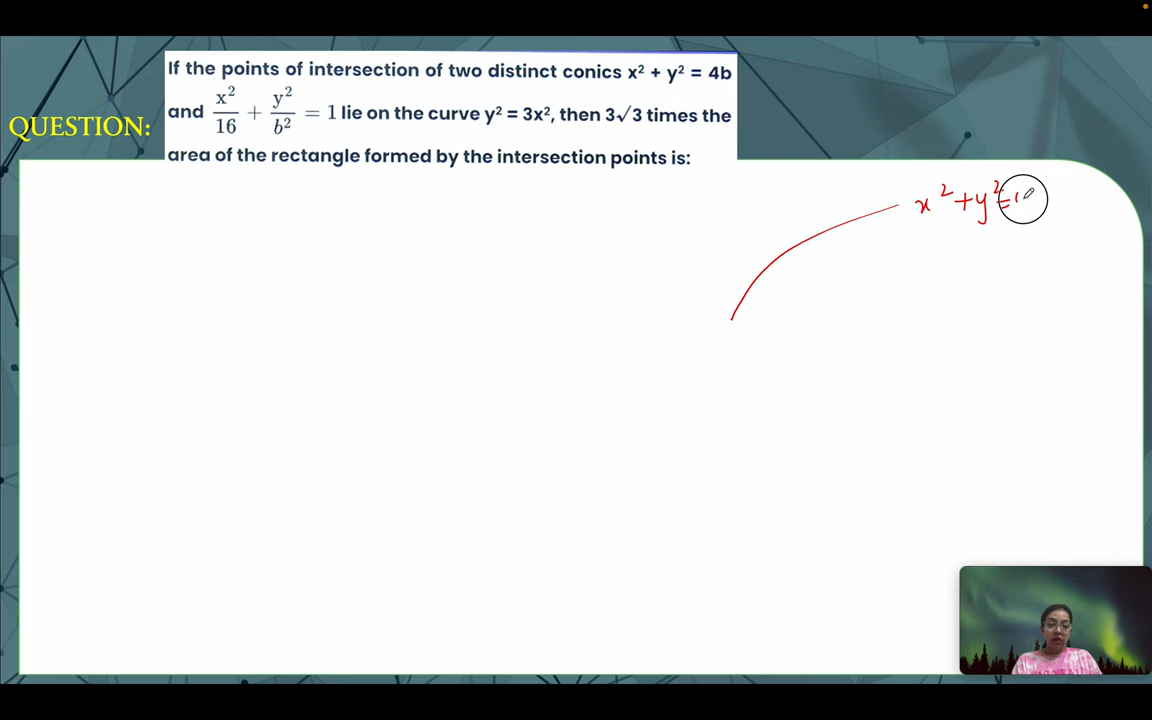 If the points of intersection of two distinct conics x² + y² = 4b
and x²/16 + y²/b² = 1 lie on the curve y² = 3x², then 3√3 times the
QUESTION:
area of the rectangle formed by the intersection points is:
x² + y² =